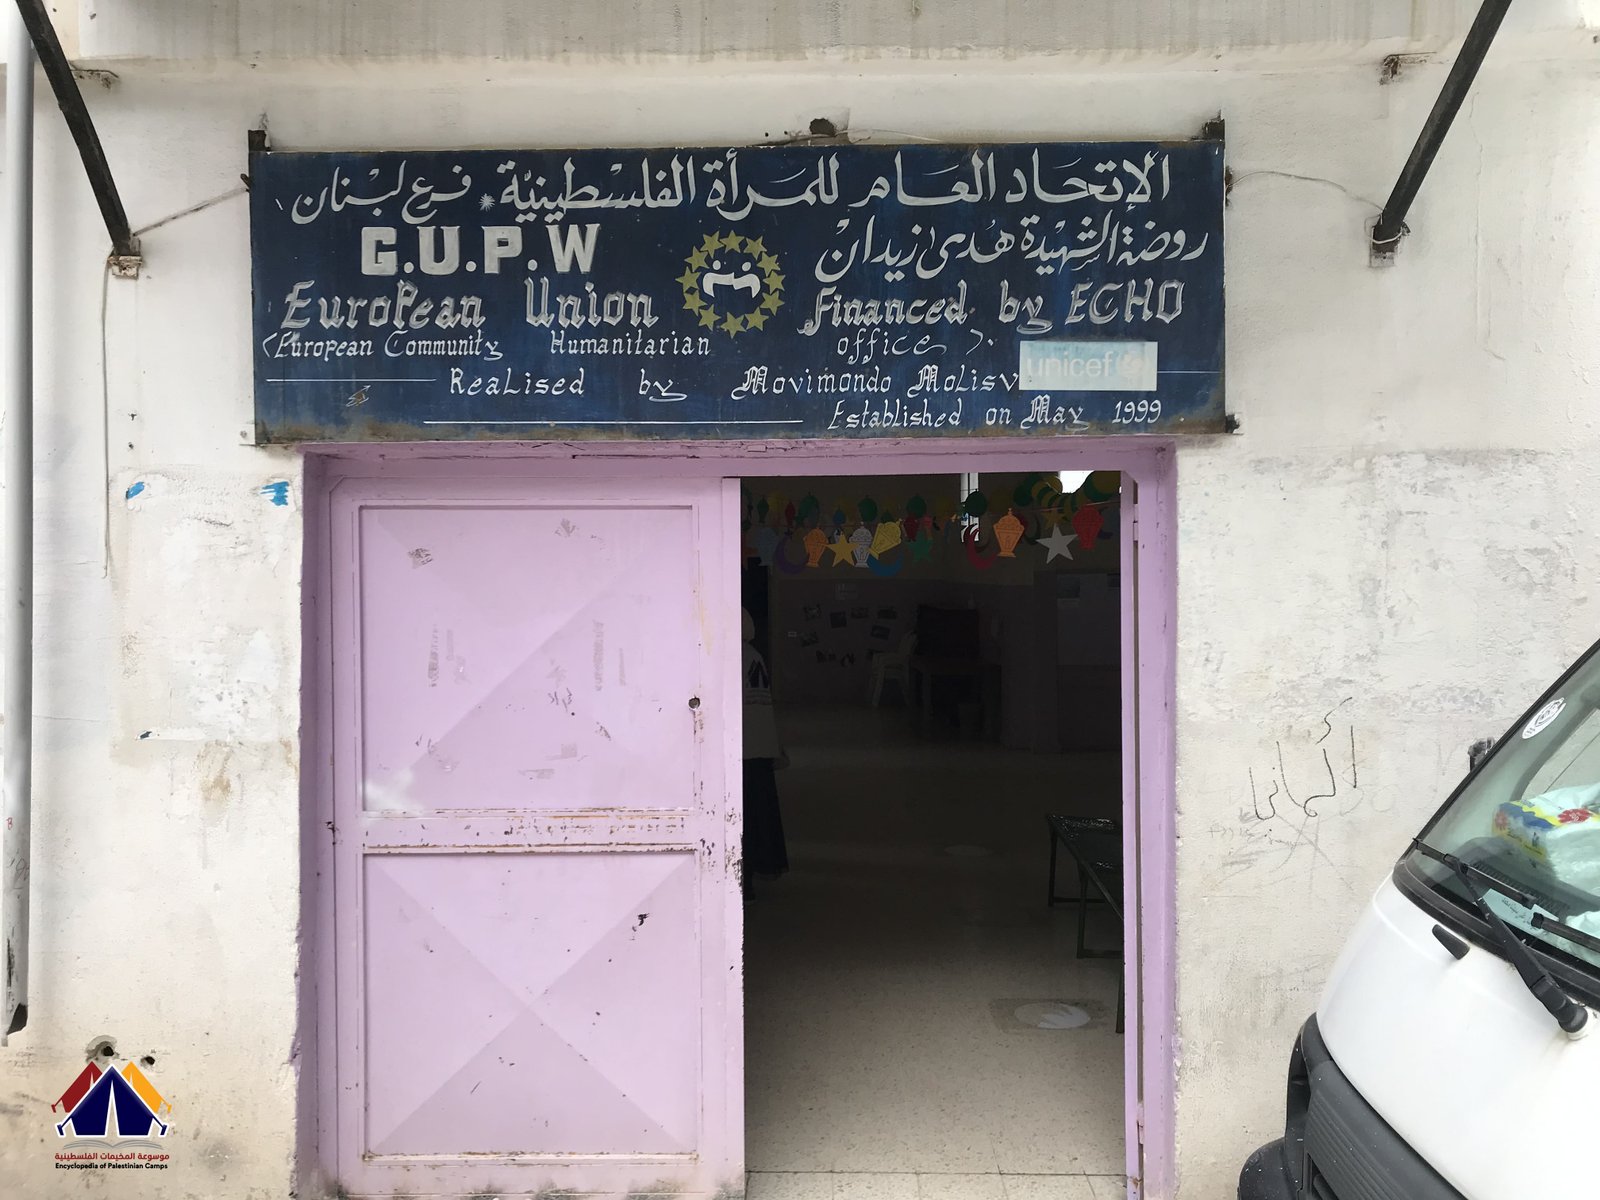 الإتحاد العام للمرأة الفلسطينية * فرع لبنان
روضة الشهيدة هدى زيدان
G.U.P.W
European Union Financed by ECHO
<European Community Humanitarian office>.
unicef
Realised by Movimondo Molisv
Established on May 1999
ألمانيا
موسوعة المخيمات الفلسطينية
Encyclopedia of Palestinian Camps